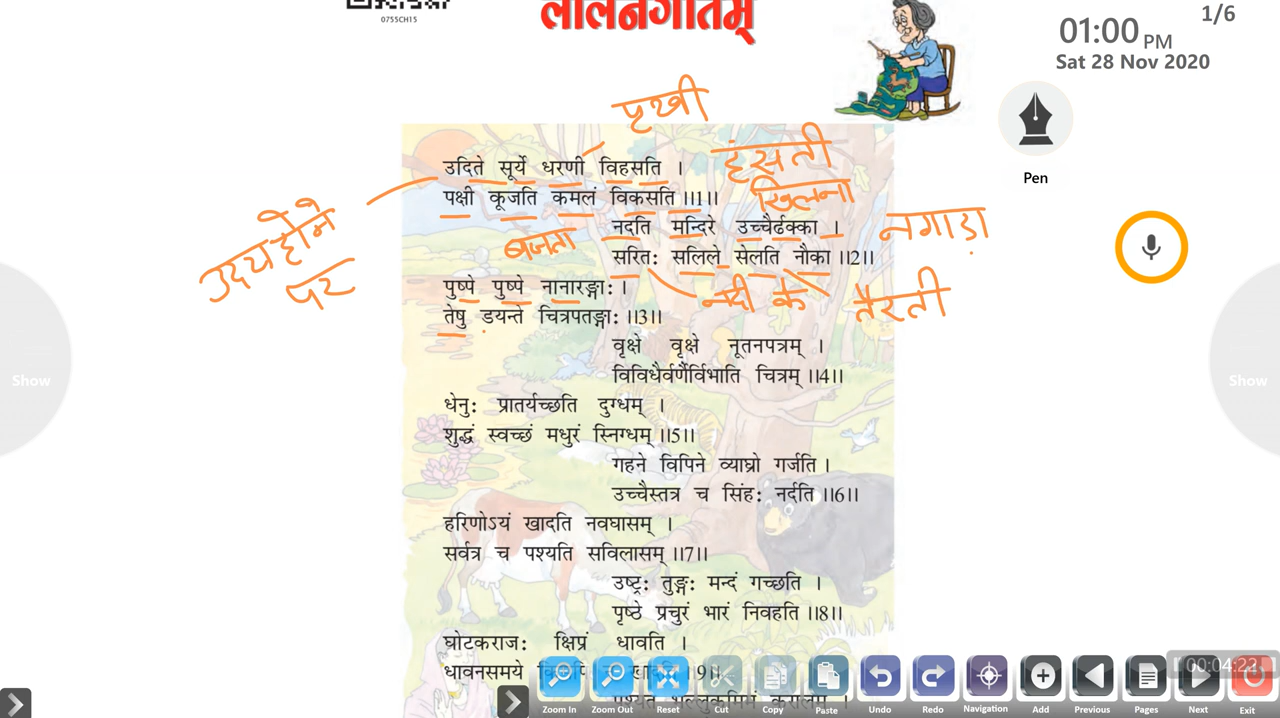 लालनगीतम्
0755CH15
1/6
01:00 PM
Sat 28 Nov 2020
Pen
पृथ्वी
उदिते सूर्ये धरणी विहसति ।
हंसती
पक्षी कूजति कमलं विकसति ।।1।।
खिलना
उदय होने
पर
नदति मन्दिरे उच्चैर्ढक्का ।
बजता
नगाड़ा
सरितः सलिले सेलति नौका ।।2।।
नदी के
तैरती
पुष्पे पुष्पे नानारङ्गाः ।
तेषु डयन्ते चित्रपतङ्गाः ।।3।।
वृक्षे वृक्षे नूतनपत्रम् ।
विविधैर्वर्णैर्विभाति चित्रम् ।।4।।
Show
Show
धेनुः प्रातर्यच्छति दुग्धम् ।
शुद्धं स्वच्छं मधुरं स्निग्धम् ।।5।।
गहने विपिने व्याघ्रो गर्जति ।
उच्चैस्तत्र च सिंहः नर्दति ।।6।।
हरिणोऽयं खादति नवघासम् ।
सर्वत्र च पश्यति सविलासम् ।।7।।
उष्ट्रः तुङ्गः मन्दं गच्छति ।
पृष्ठे प्रचुरं भारं निवहति ।।8।।
घोटकराजः क्षिप्रं धावति ।
धावनसमये
9।।
00:04:22
Zoom In Zoom Out Reset Cut Copy Paste Undo Redo Navigation Add Previous Pages Next Exit